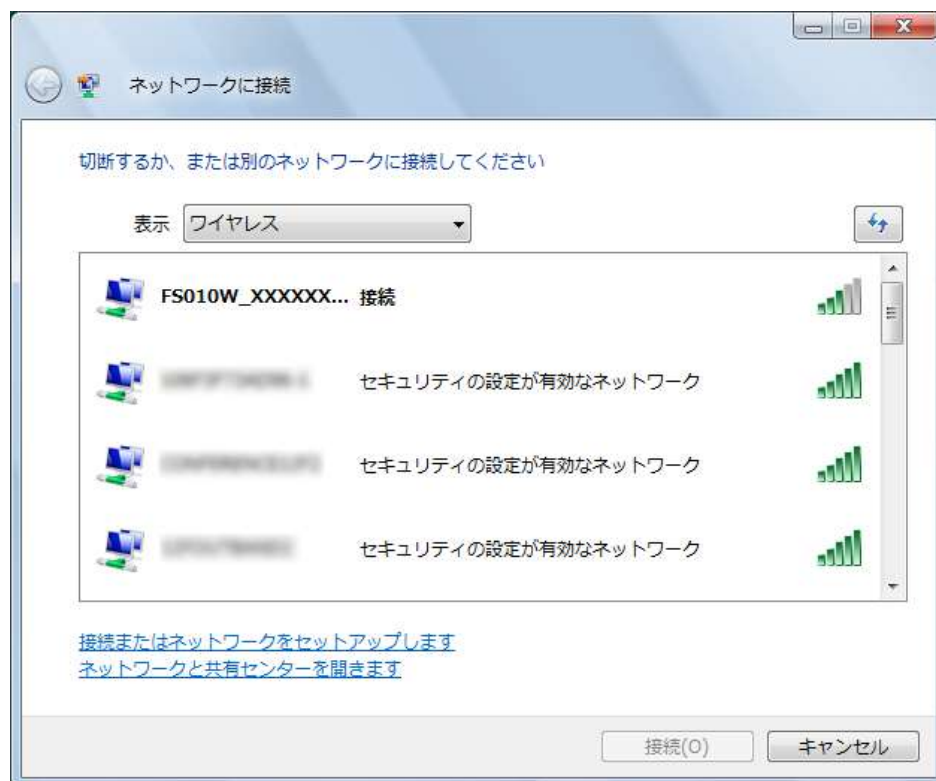 ネットワークに接続
切断するか、または別のネットワークに接続してください
表示 ワイヤレス
FS010W_XXXXXX... 接続
セキュリティの設定が有効なネットワーク
セキュリティの設定が有効なネットワーク
セキュリティの設定が有効なネットワーク
接続またはネットワークをセットアップします
ネットワークと共有センターを開きます
接続(O) キャンセル